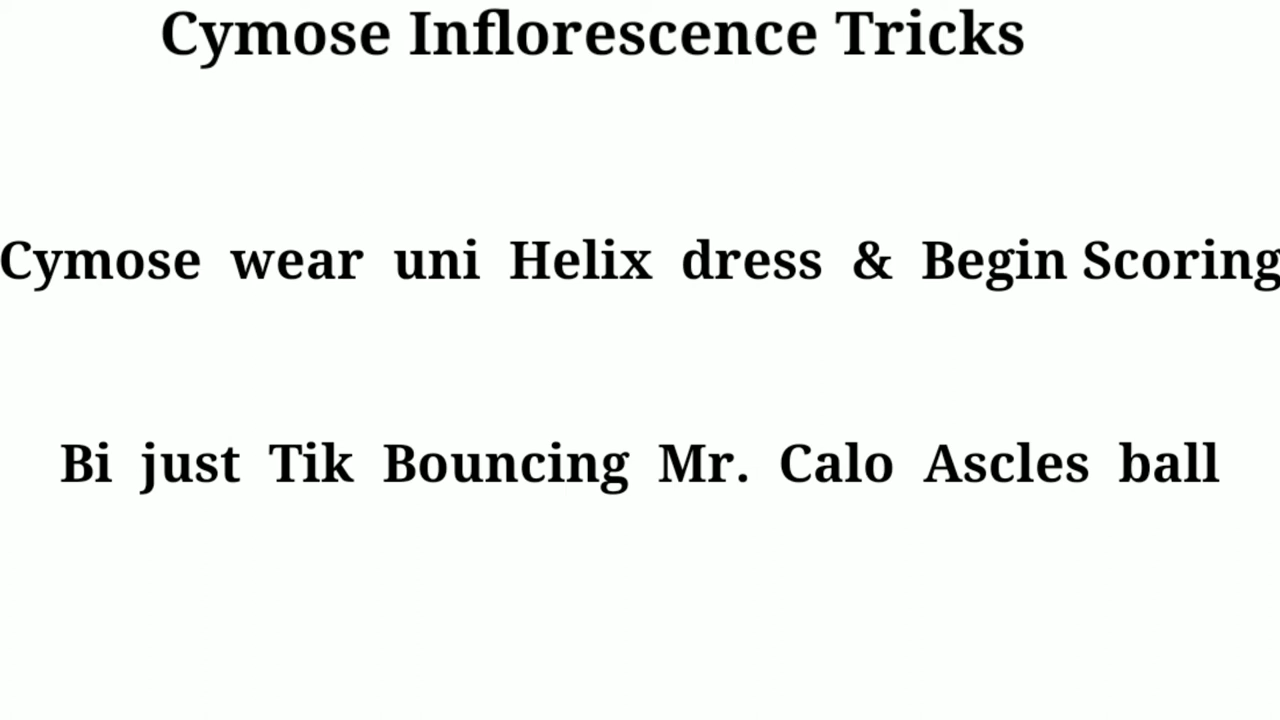 Cymose Inflorescence Tricks
Cymose wear uni Helix dress & Begin Scoring
Bi just Tik Bouncing Mr. Calo Ascles ball